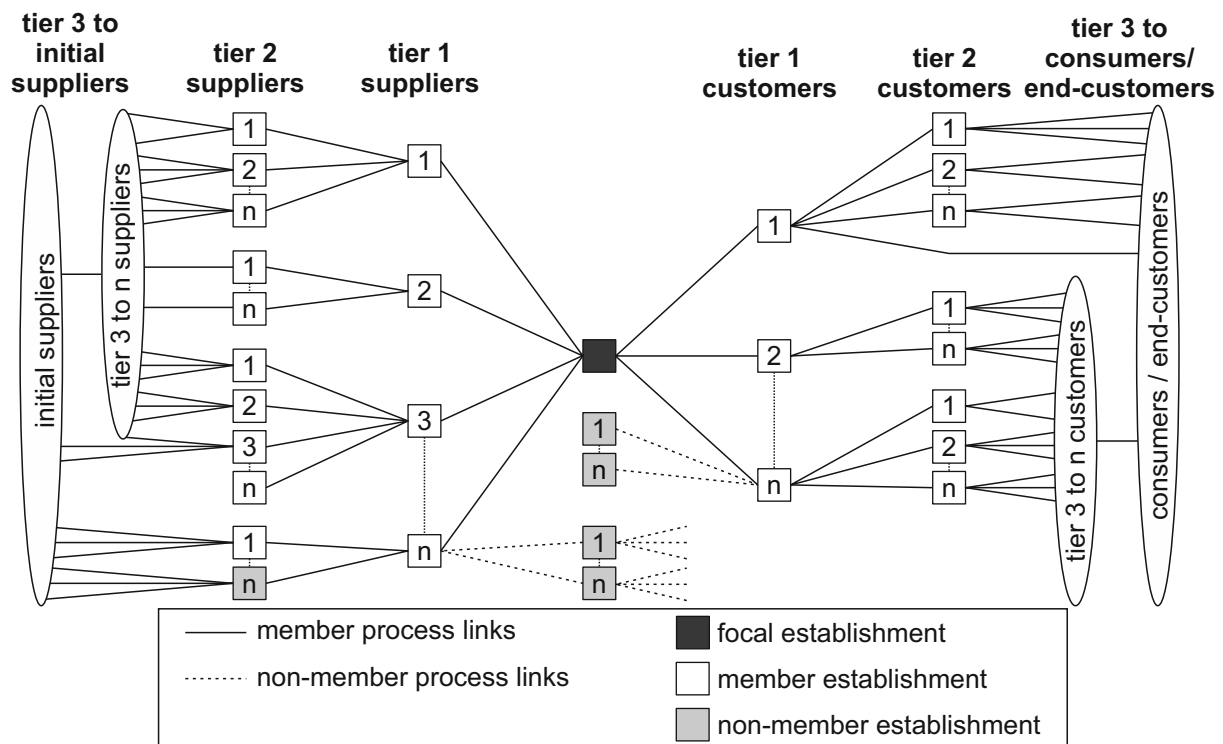 tier 3 to
initial
suppliers
tier 2
suppliers
tier 1
suppliers
tier 1
customers
tier 2
customers
tier 3 to
consumers/
end-customers
initial suppliers
tier 3 to n suppliers
1
2
n
1
n
1
2
3
n
1
n
1
2
3
n
1
n
1
n
1
2
n
1
2
n
1
n
1
2
n
tier 3 to n customers
consumers / end-customers
member process links
non-member process links
focal establishment
member establishment
non-member establishment